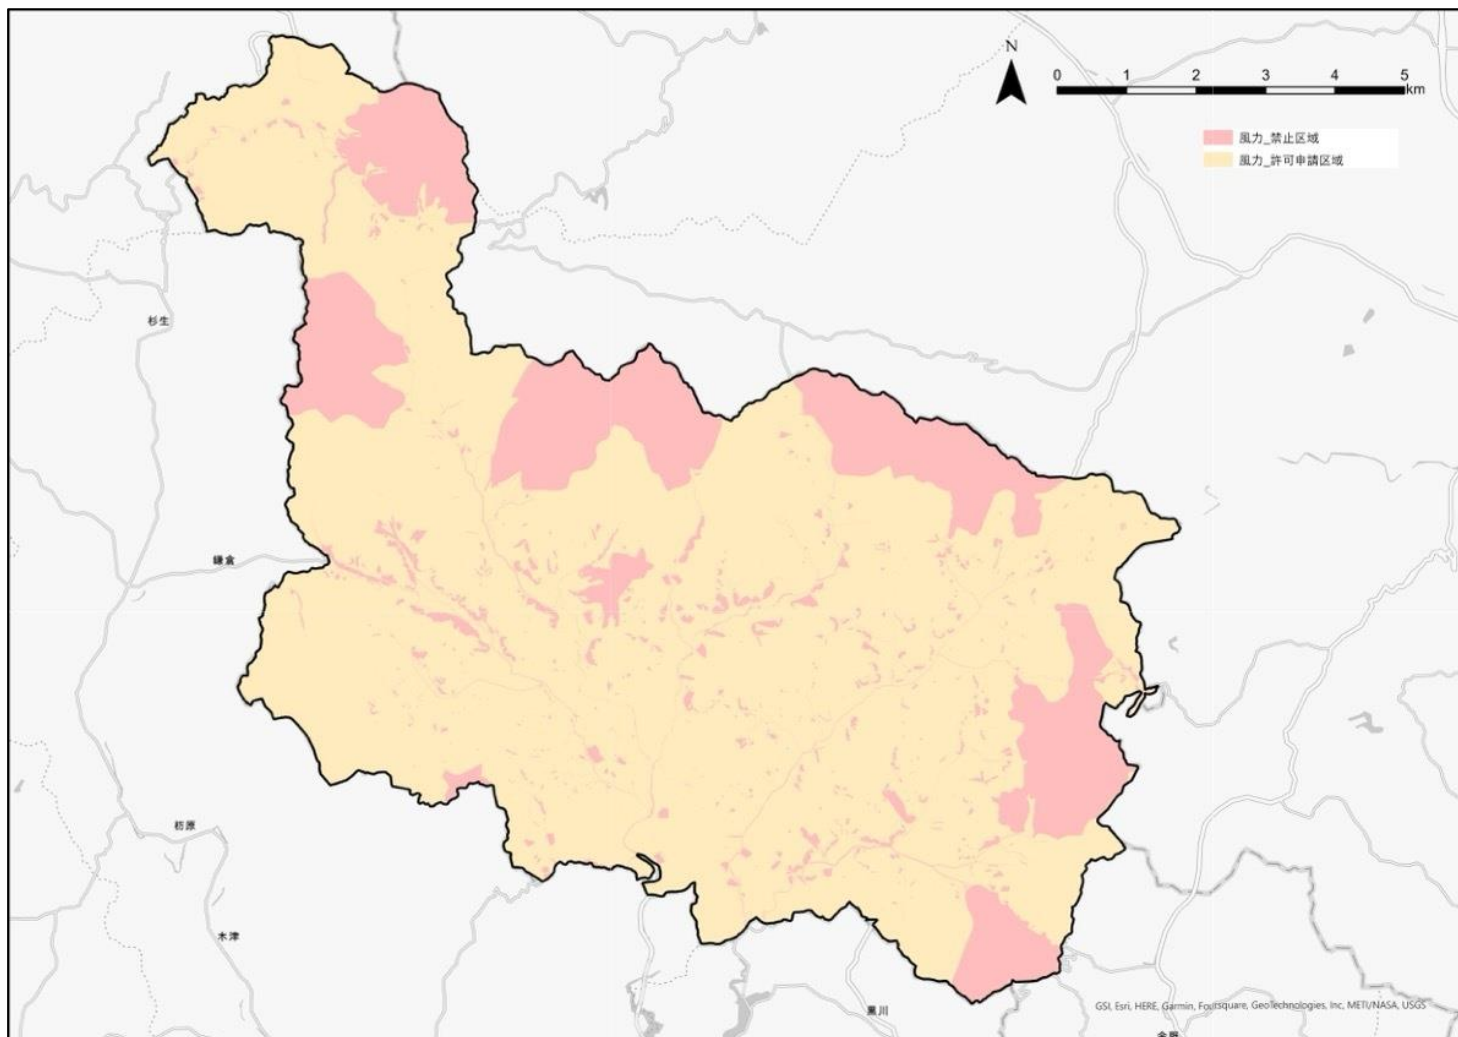 N
0 1 2 3 4 5
km
風力_禁止区域
風力_許可申請区域
杉生
鎌倉
栃原
木津
黒川
GSI, Esri, HERE, Garmin, Foursquare, GeoTechnologies, Inc, METI/NASA, USGS